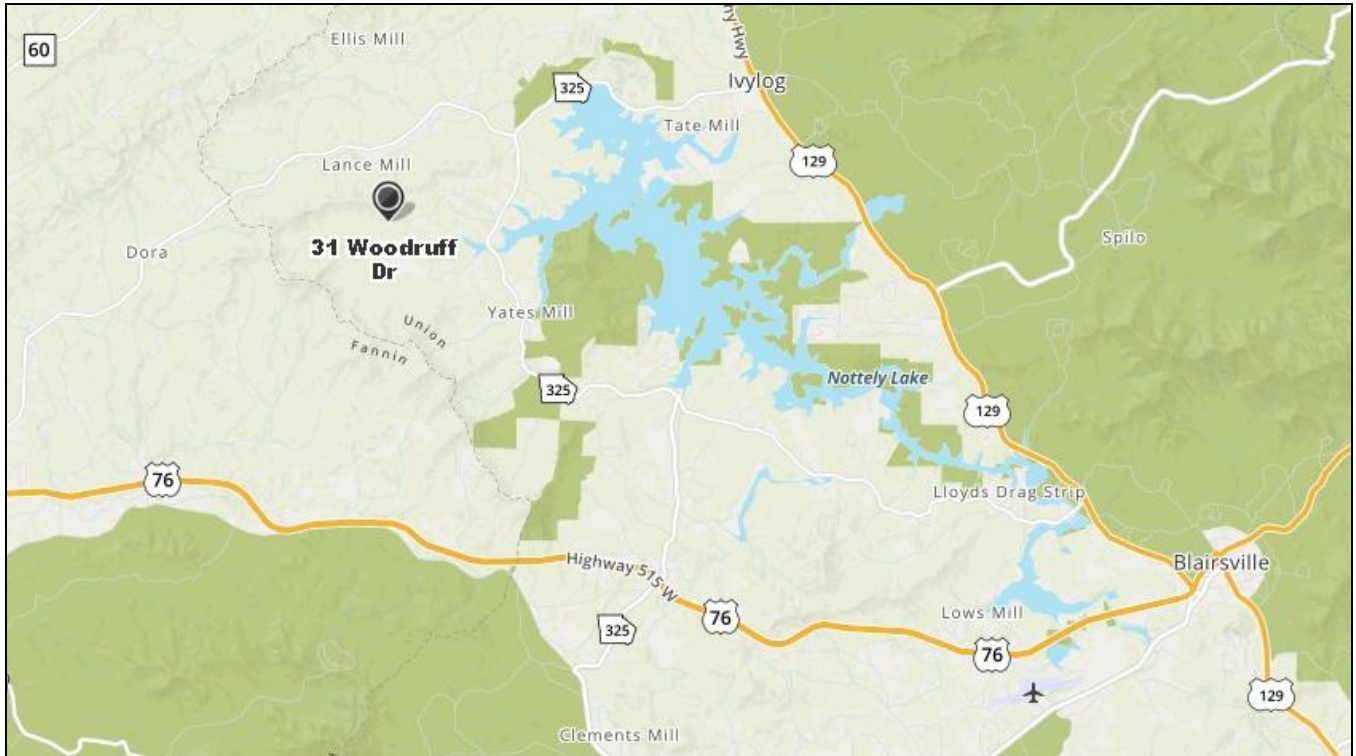 ny Hwy
60
Ellis Mill
325
Ivylog
Tate Mill
129
Lance Mill
31 Woodruff
Dr
Dora
Spilo
Yates Mill
Union
Fannin
325
Nottely Lake
129
76
Lloyds Drag Strip
Highway 515 W
Blairsville
76
Lows Mill
325
76
129
Clements Mill